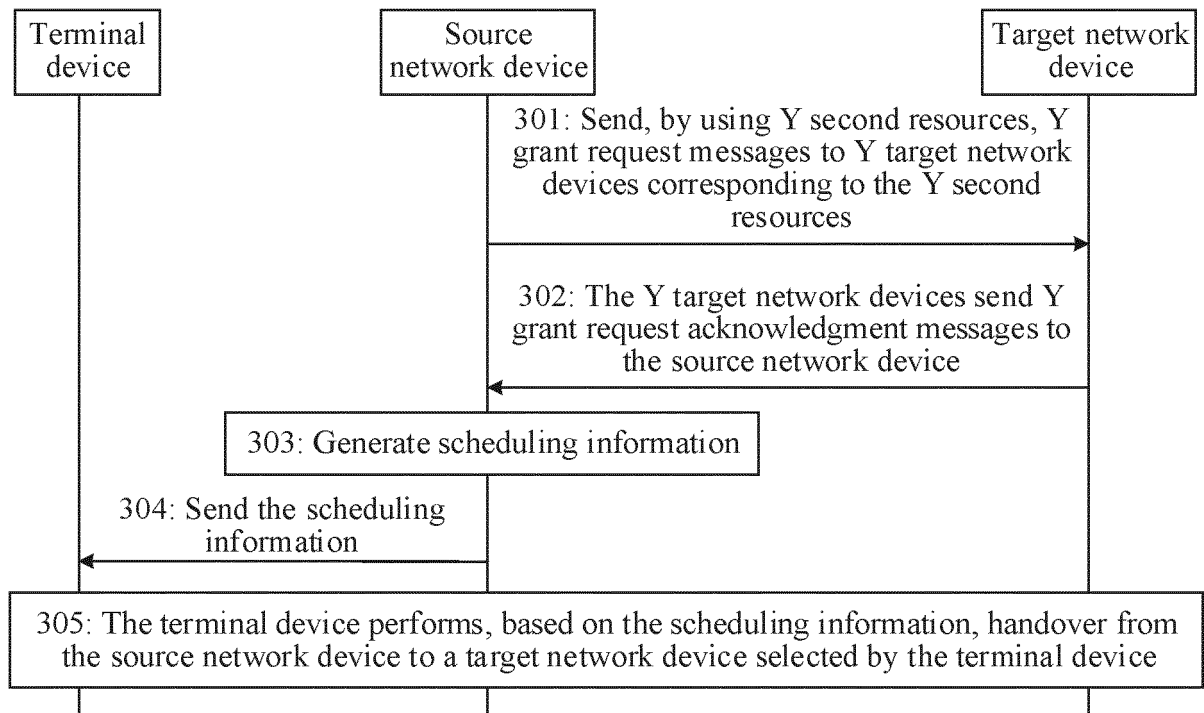 Terminal
device
Source
network device
Target network
device
301: Send, by using Y second resources, Y
grant request messages to Y target network
devices corresponding to the Y second
resources
302: The Y target network devices send Y
grant request acknowledgment messages to
the source network device
303: Generate scheduling information
304: Send the scheduling
information
305: The terminal device performs, based on the scheduling information, handover from
the source network device to a target network device selected by the terminal device